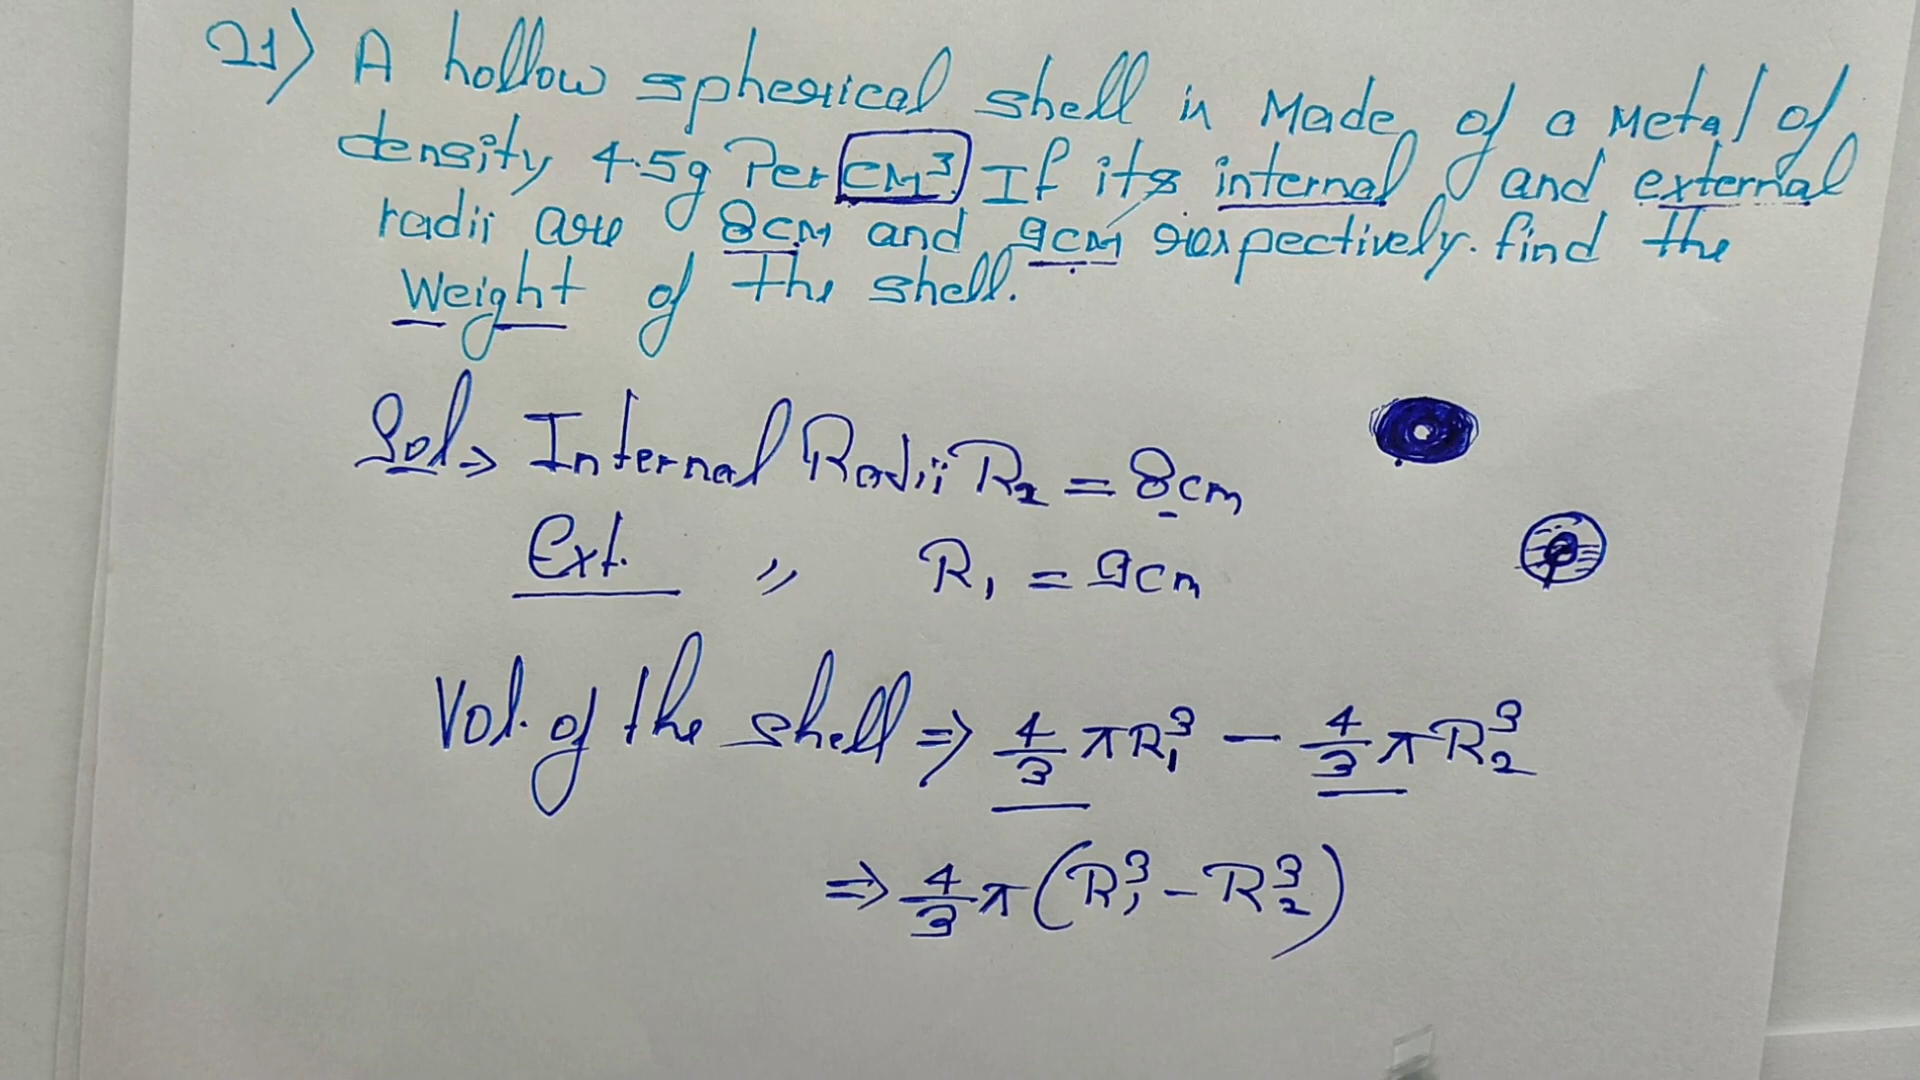 21) A hollow spherical shell is Made of a Metal of
density 4.5g Per CM³. If its internal and external
radii are 8CM and 9CM respectively. find the
Weight of the shell.
Sol ⇒ Internal Radii R₂ = 8cm
Ext. " R₁ = 9cm
Vol. of the shell ⇒ 4/3 πR₁³ – 4/3 πR₂³
⇒ 4/3 π(R₁³ – R₂³)